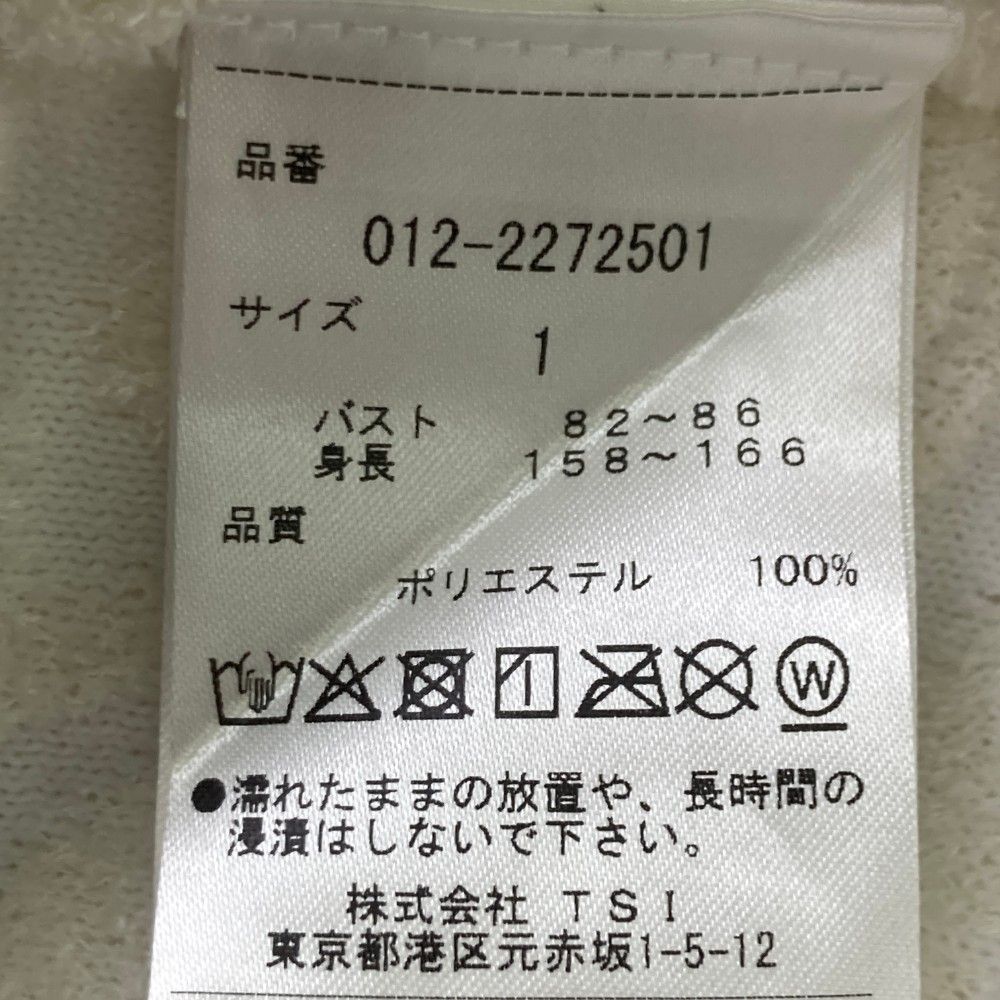 品番
012-2272501
サイズ
1
バスト 82～86
身長 158～166
品質
ポリエステル 100%
W
●濡れたままの放置や、長時間の
浸漬はしないで下さい。
株式会社 TSI
東京都港区元赤坂1-5-12